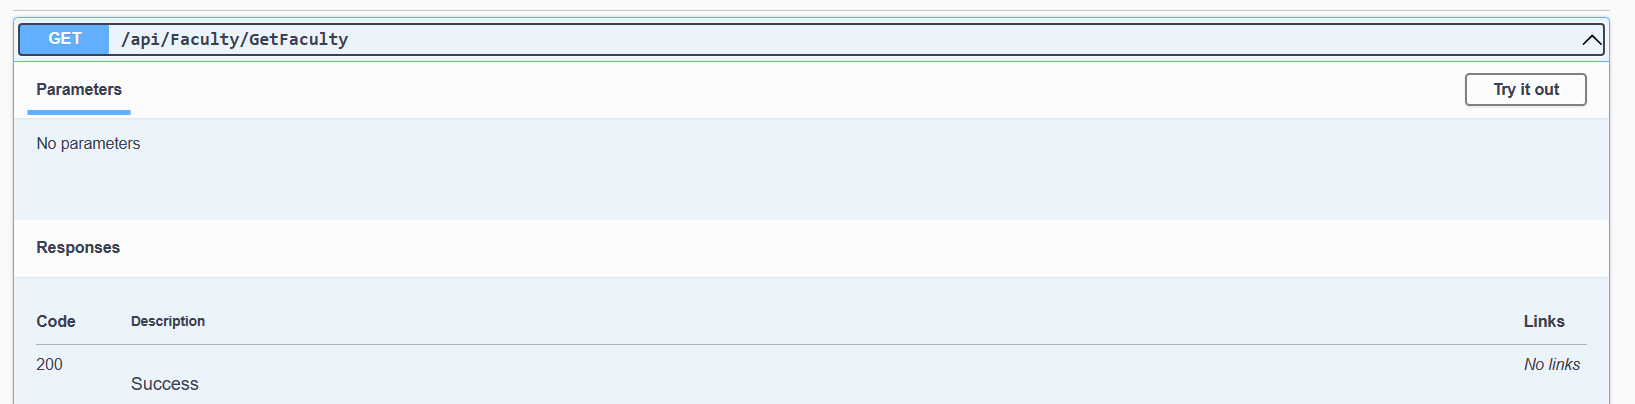 GET /api/Faculty/GetFaculty
Parameters
Try it out
No parameters
Responses
Code Description Links
200 No links
Success